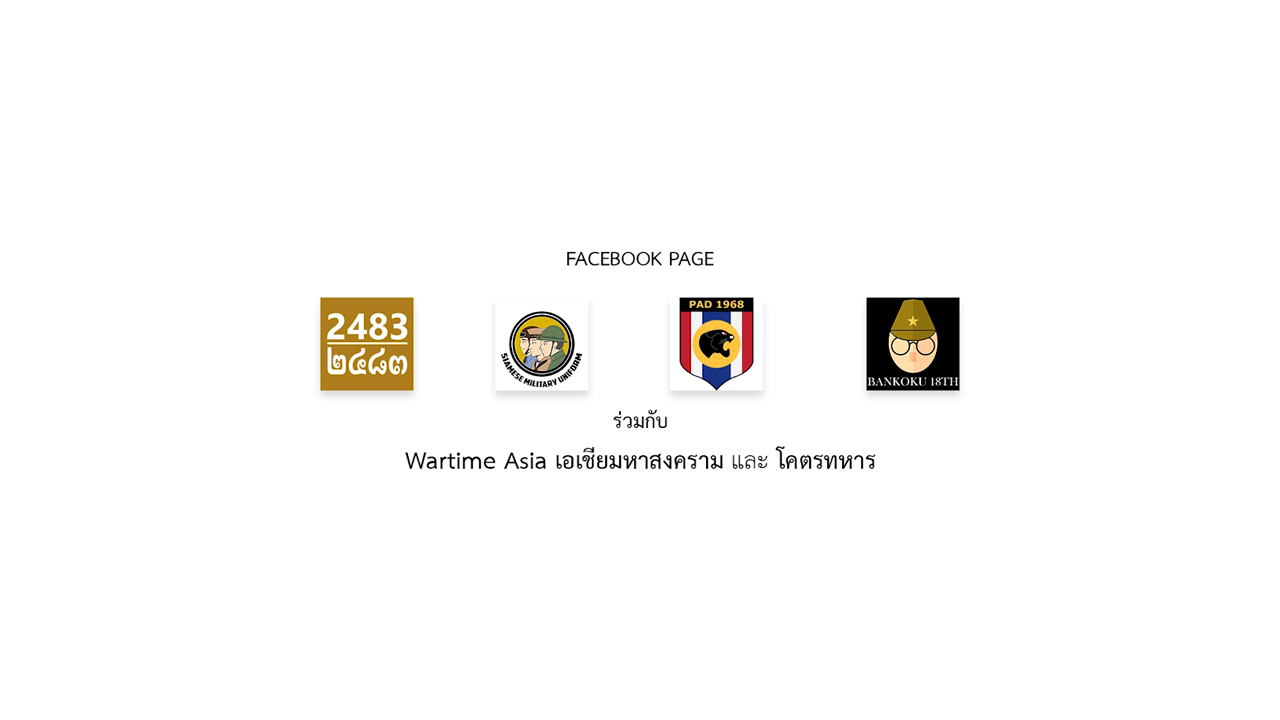 FACEBOOK PAGE
2483
๒๔๘๓
SIAMESE MILITARY UNIFORM
PAD 1968
BANKOKU 18TH
ร่วมกับ
Wartime Asia เอเชียมหาสงคราม และ โคตรทหาร